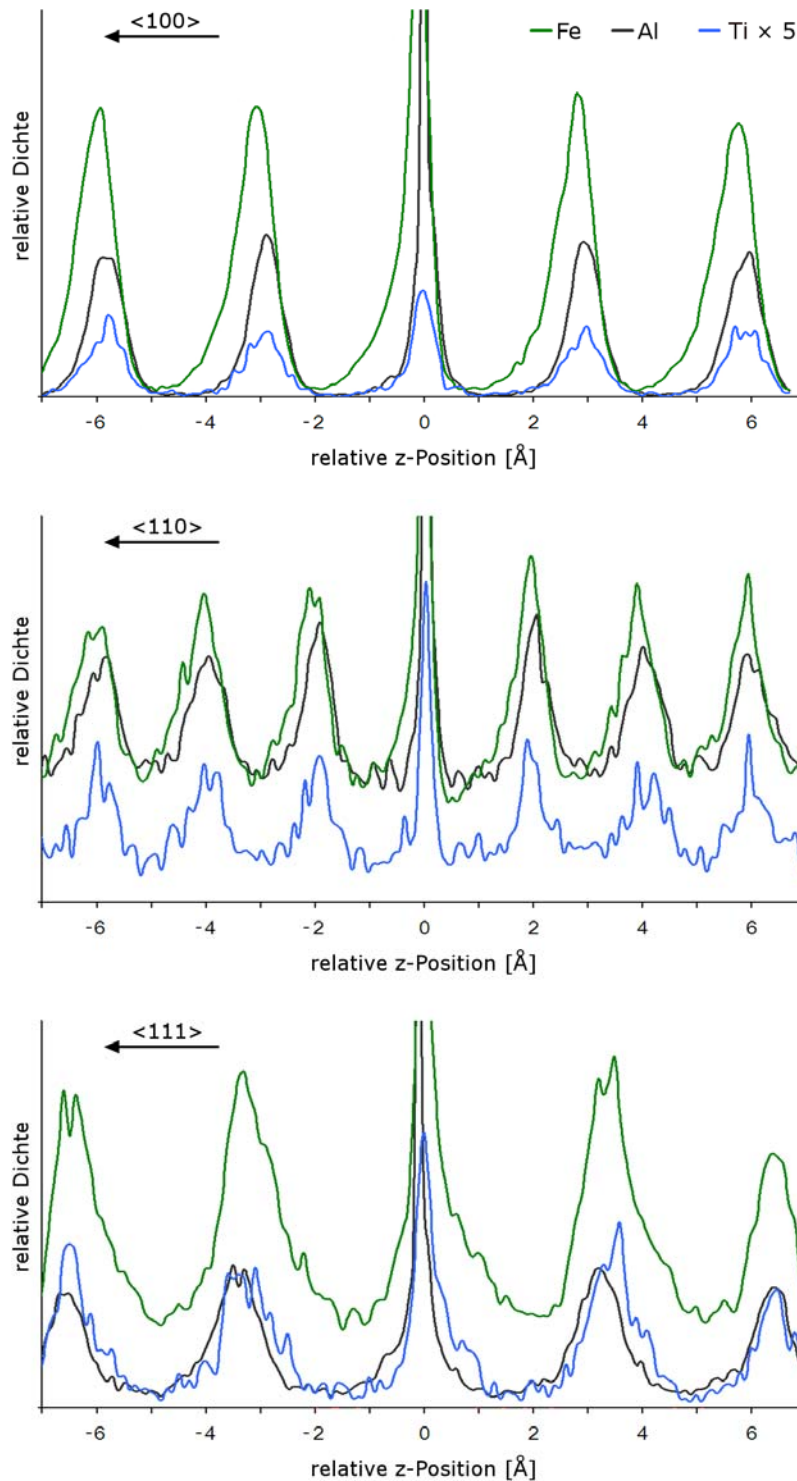 <100>
Fe Al Ti × 5
relative Dichte
-6 -4 -2 0 2 4 6
relative z-Position [Å]
<110>
relative Dichte
-6 -4 -2 0 2 4 6
relative z-Position [Å]
<111>
relative Dichte
-6 -4 -2 0 2 4 6
relative z-Position [Å]